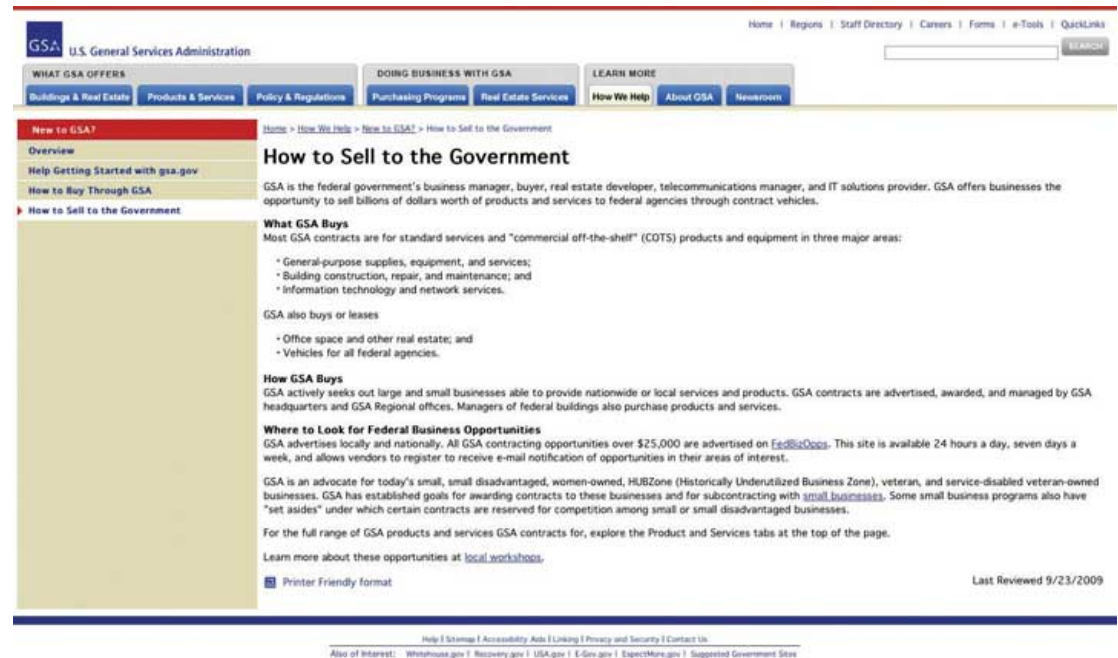 Home | Regions | Staff Directory | Careers | Forms | e-Tools | QuickLinks
GSA U.S. General Services Administration
SEARCH
WHAT GSA OFFERS DOING BUSINESS WITH GSA LEARN MORE
Buildings & Real Estate Products & Services Policy & Regulations Purchasing Programs Real Estate Services How We Help About GSA Newsroom
New to GSA?
Overview
Help Getting Started with gsa.gov
How to Buy Through GSA
How to Sell to the Government
Home > How We Help > New to GSA? > How to Sell to the Government
How to Sell to the Government
GSA is the federal government's business manager, buyer, real estate developer, telecommunications manager, and IT solutions provider. GSA offers businesses the
opportunity to sell billions of dollars worth of products and services to federal agencies through contract vehicles.
What GSA Buys
Most GSA contracts are for standard services and "commercial off-the-shelf" (COTS) products and equipment in three major areas:
• General-purpose supplies, equipment, and services;
• Building construction, repair, and maintenance; and
• Information technology and network services.
GSA also buys or leases
• Office space and other real estate; and
• Vehicles for all federal agencies.
How GSA Buys
GSA actively seeks out large and small businesses able to provide nationwide or local services and products. GSA contracts are advertised, awarded, and managed by GSA
headquarters and GSA Regional offices. Managers of federal buildings also purchase products and services.
Where to Look for Federal Business Opportunities
GSA advertises locally and nationally. All GSA contracting opportunities over $25,000 are advertised on FedBizOpps. This site is available 24 hours a day, seven days a
week, and allows vendors to register to receive e-mail notification of opportunities in their areas of interest.
GSA is an advocate for today's small, small disadvantaged, women-owned, HUBZone (Historically Underutilized Business Zone), veteran, and service-disabled veteran-owned
businesses. GSA has established goals for awarding contracts to these businesses and for subcontracting with small businesses. Some small business programs also have
"set asides" under which certain contracts are reserved for competition among small or small disadvantaged businesses.
For the full range of GSA products and services GSA contracts for, explore the Product and Services tabs at the top of the page.
Learn more about these opportunities at local workshops.
Printer Friendly format
Last Reviewed 9/23/2009
Help | Sitemap | Accessibility Aids | Linking | Privacy and Security | Contact Us
Also of Interest: Whitehouse.gov | Recovery.gov | USA.gov | E-Gov.gov | ExpectMore.gov | Suggested Government Sites